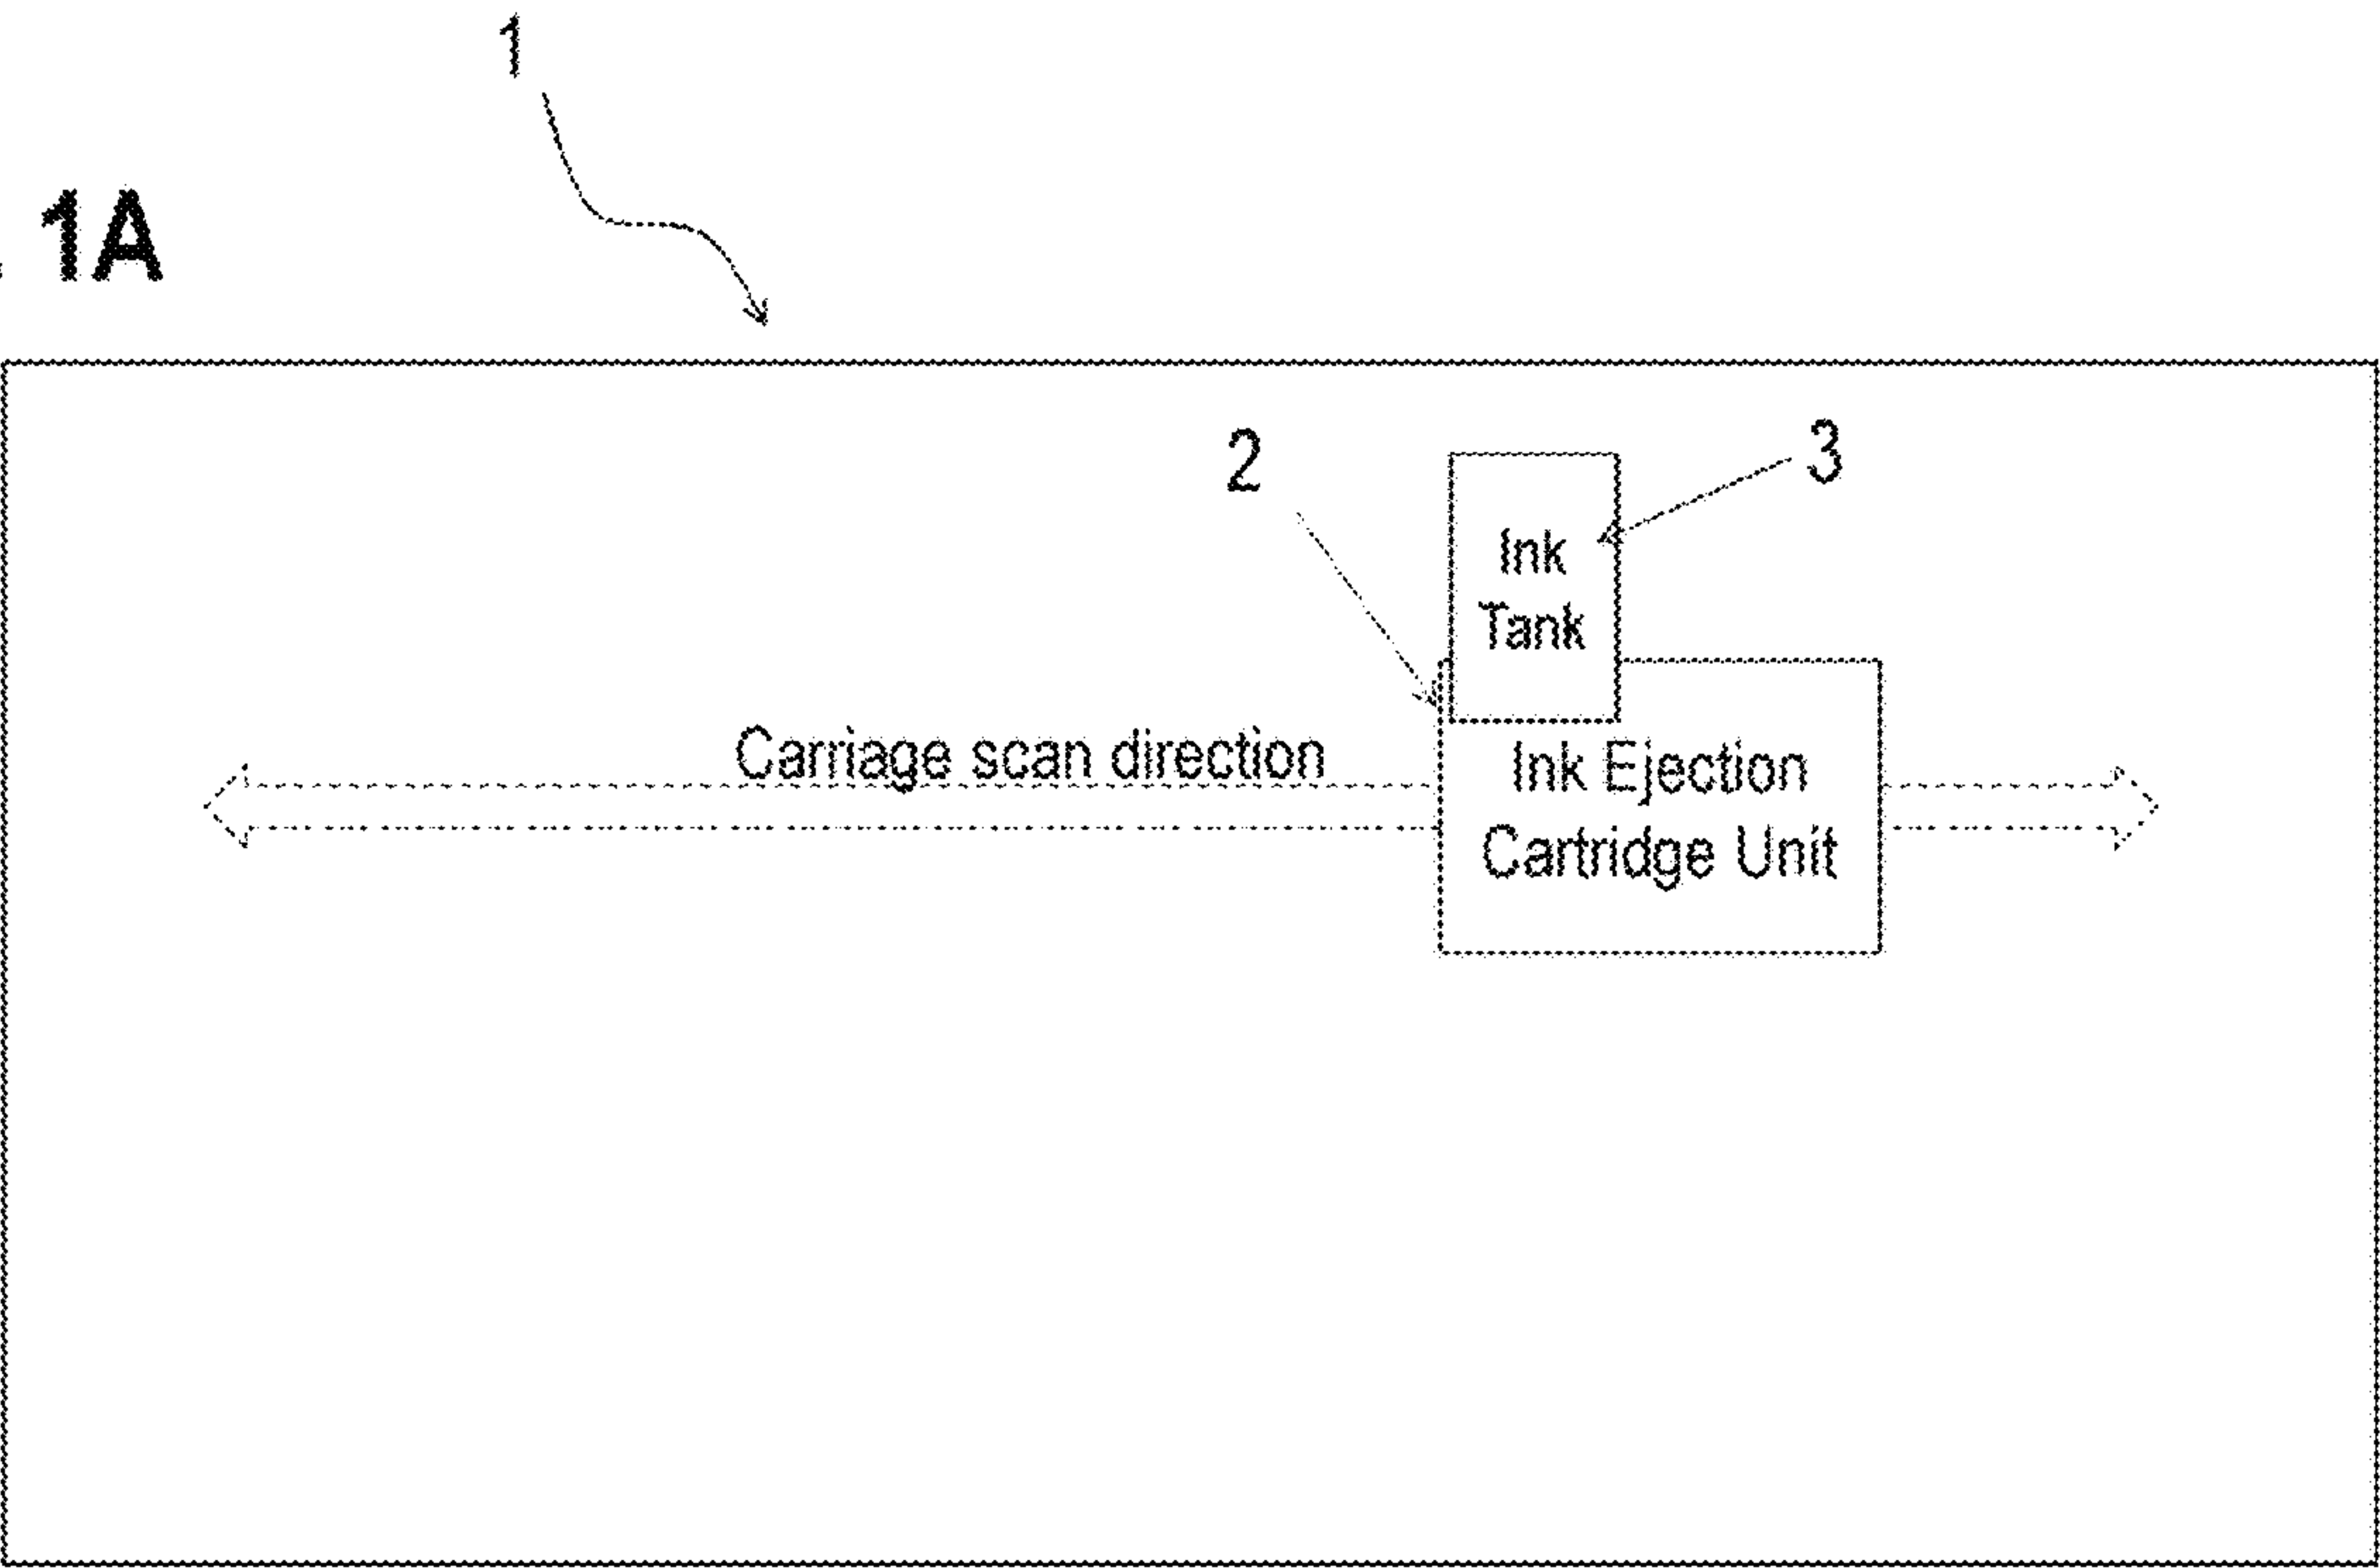 1
. 1A
2
3
Ink
Tank
Carriage scan direction
Ink Ejection
Cartridge Unit